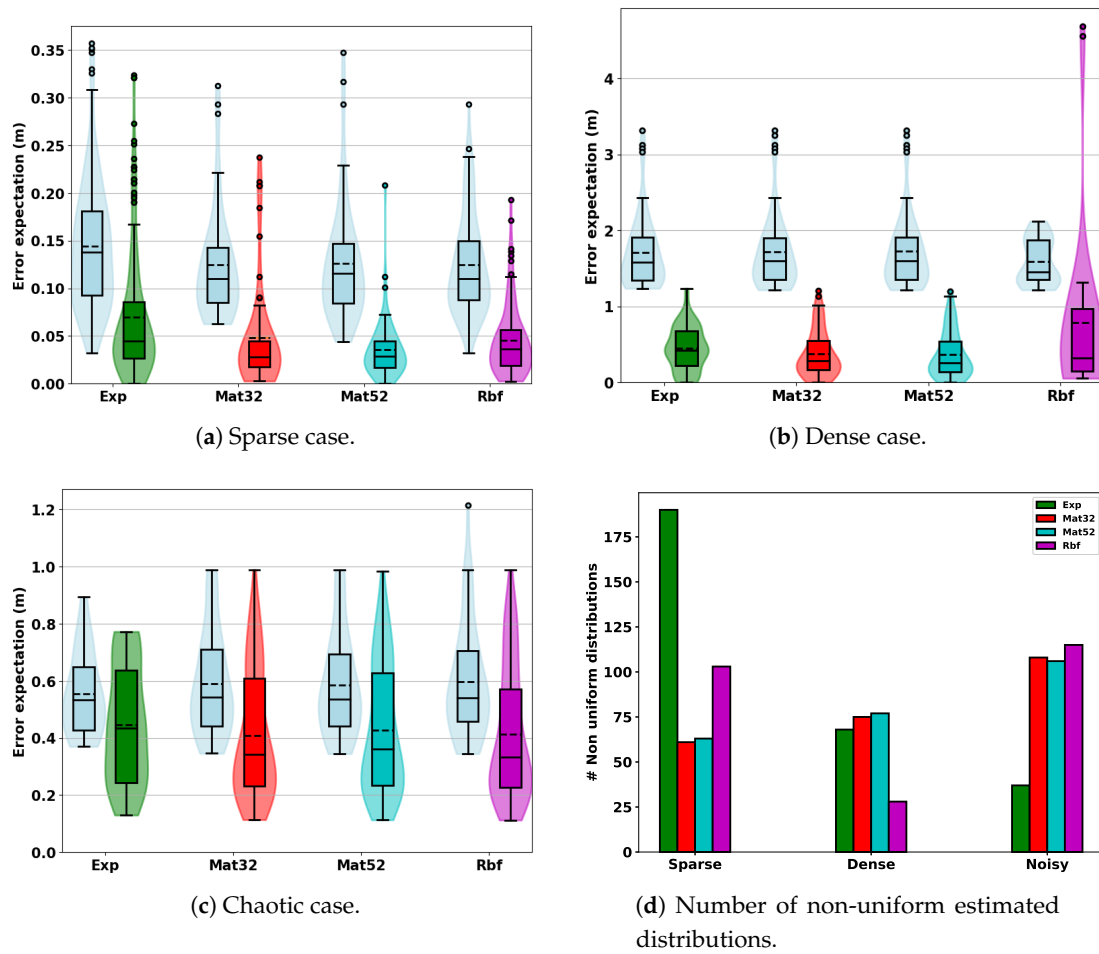 0.35
0.30
0.25
0.20
0.15
0.10
0.05
0.00
Error expectation (m)
Exp Mat32 Mat52 Rbf
(a) Sparse case.
4
3
2
1
0
Error expectation (m)
Exp Mat32 Mat52 Rbf
(b) Dense case.
1.2
1.0
0.8
0.6
0.4
0.2
0.0
Error expectation (m)
Exp Mat32 Mat52 Rbf
(c) Chaotic case.
175
150
125
100
75
50
25
0
# Non uniform distributions
Exp
Mat32
Mat52
Rbf
Sparse Dense Noisy
(d) Number of non-uniform estimated
distributions.